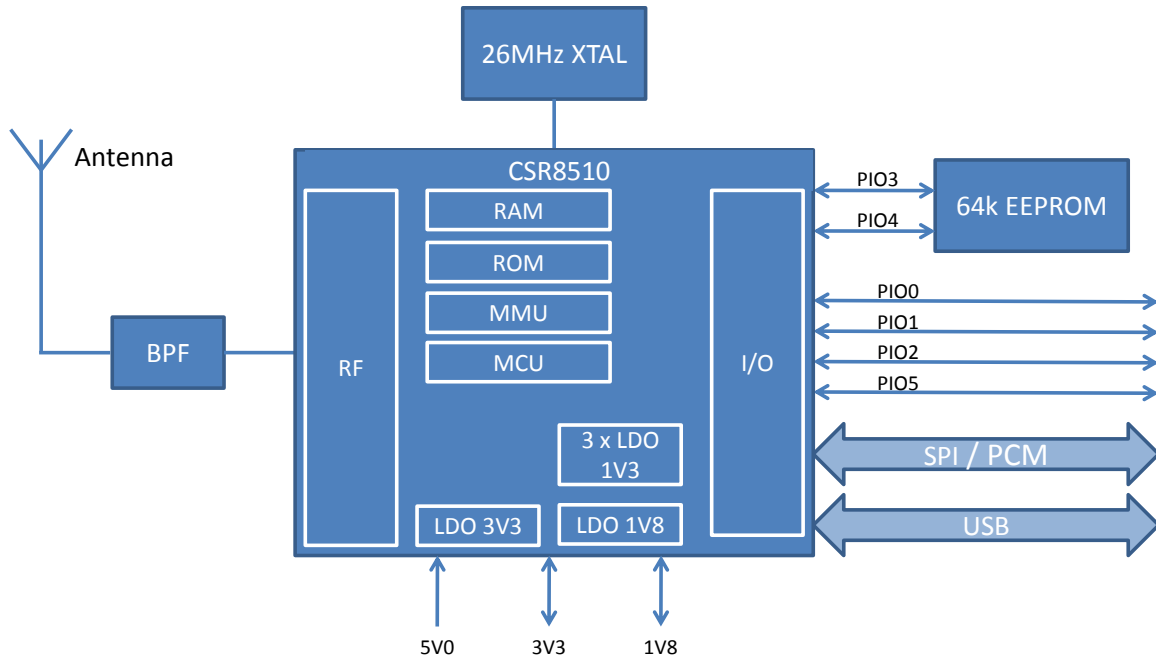 26MHz XTAL
Antenna
CSR8510
RAM
ROM
MMU
MCU
RF
BPF
I/O
3 x LDO
1V3
LDO 3V3
LDO 1V8
PIO3
PIO4
64k EEPROM
PIO0
PIO1
PIO2
PIO5
SPI / PCM
USB
5V0
3V3
1V8